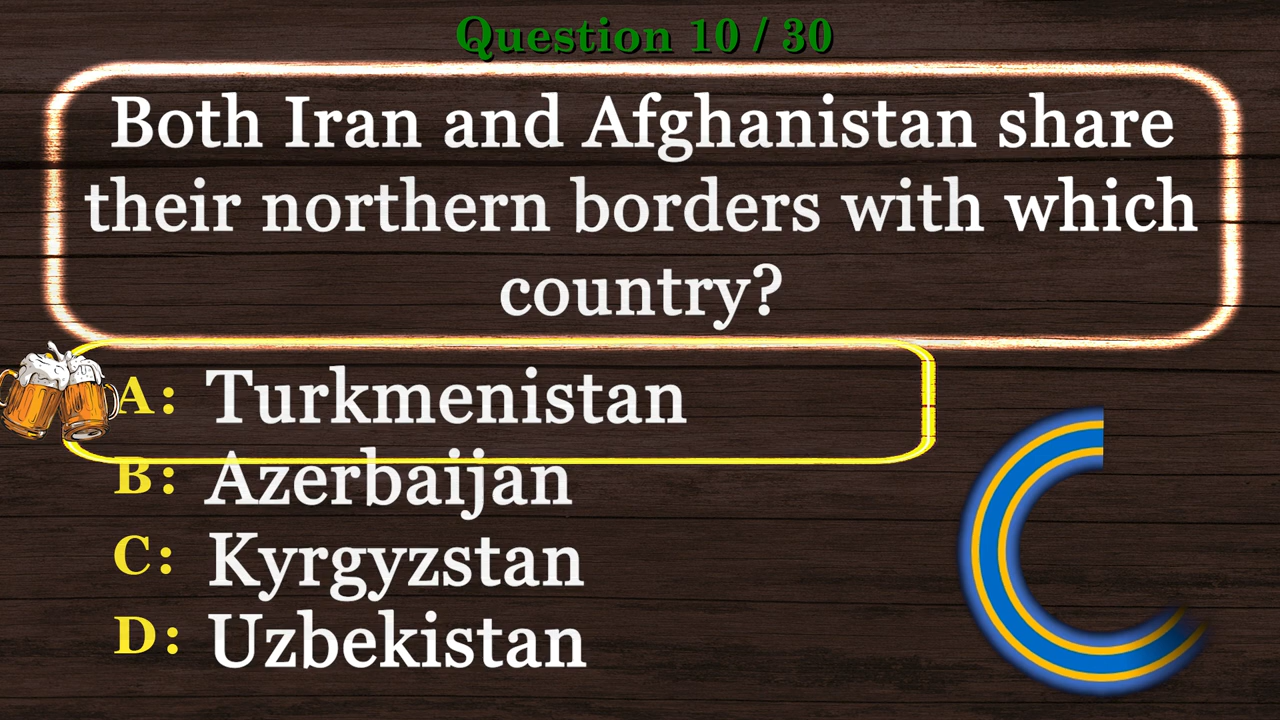 Question 10 / 30
Both Iran and Afghanistan share
their northern borders with which
country?
A: Turkmenistan
B: Azerbaijan
C: Kyrgyzstan
D: Uzbekistan